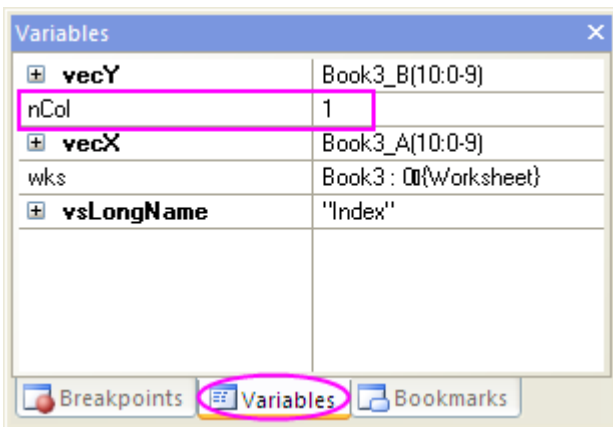 Variables
vecY Book3_B(10:0-9)
nCol 1
vecX Book3_A(10:0-9)
wks Book3 : {Worksheet}
vsLongName "Index"
Breakpoints Variables Bookmarks